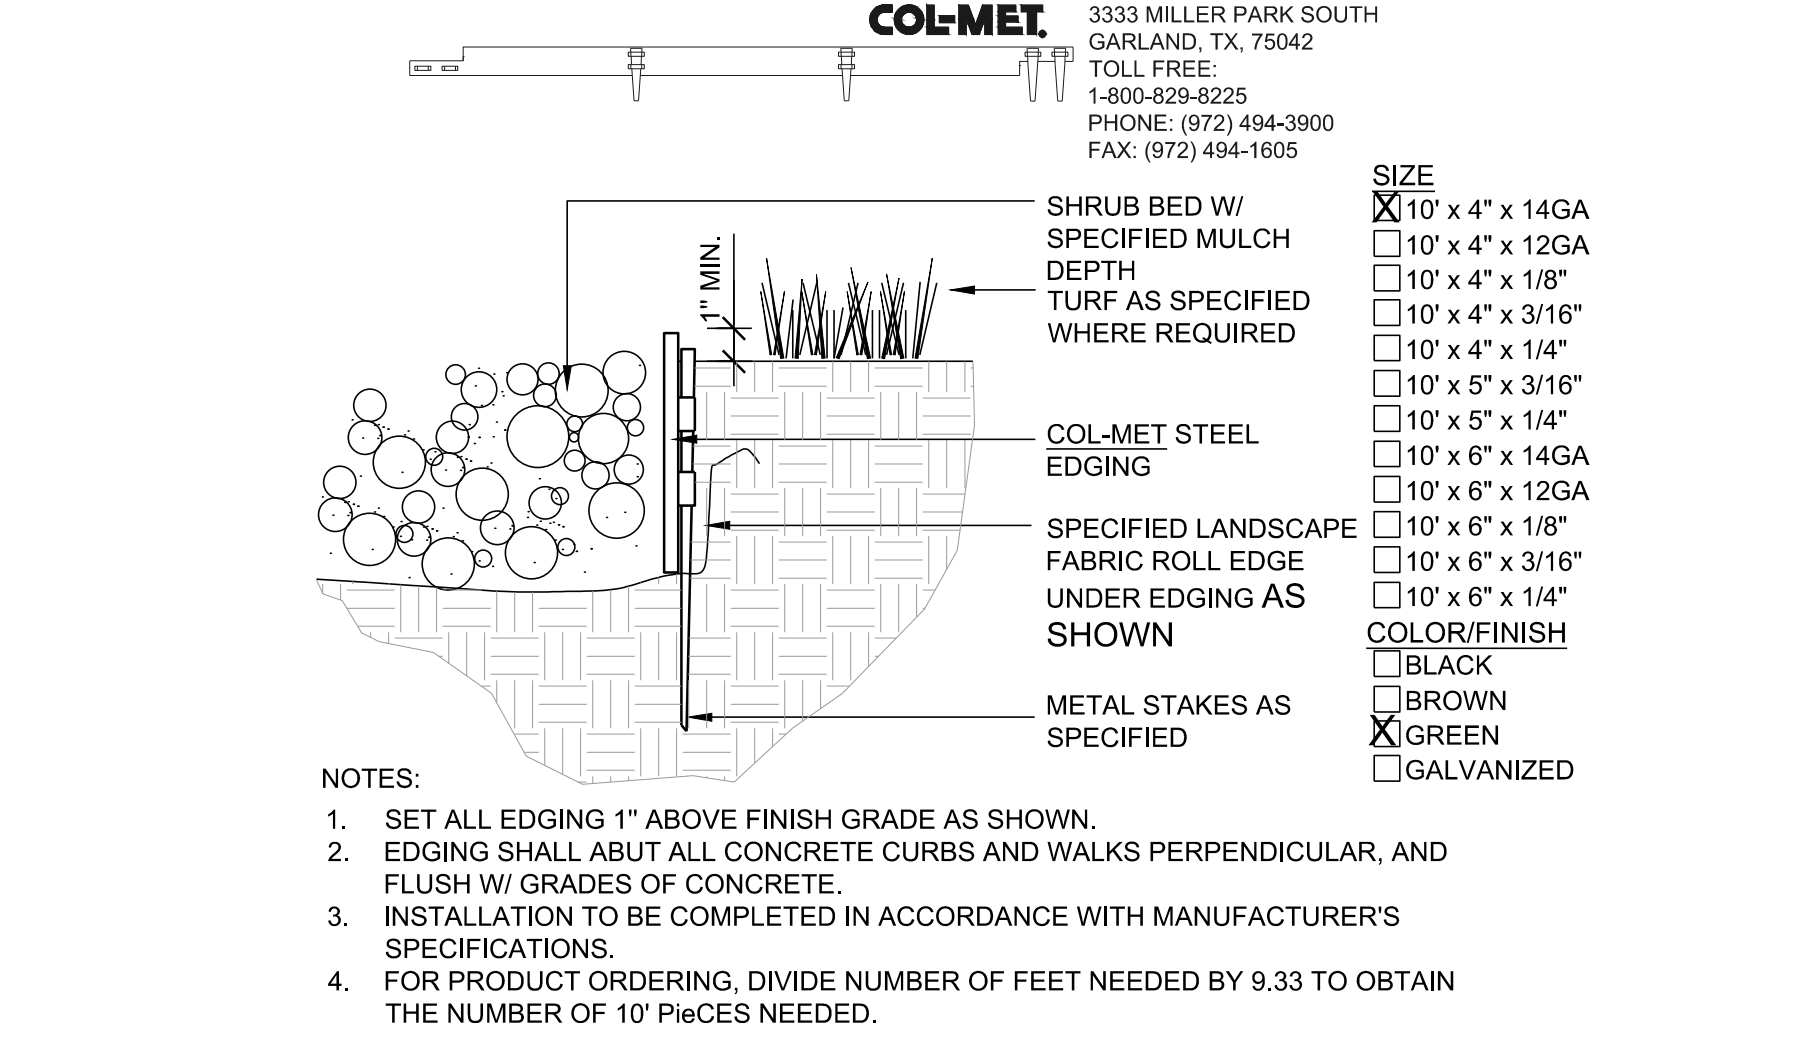 COL-MET.
3333 MILLER PARK SOUTH
GARLAND, TX, 75042
TOLL FREE:
1-800-829-8225
PHONE: (972) 494-3900
FAX: (972) 494-1605
SHRUB BED W/
SPECIFIED MULCH
DEPTH
TURF AS SPECIFIED
WHERE REQUIRED
1" MIN.
COL-MET STEEL
EDGING
SPECIFIED LANDSCAPE
FABRIC ROLL EDGE
UNDER EDGING AS
SHOWN
METAL STAKES AS
SPECIFIED
SIZE
X 10' x 4" x 14GA
10' x 4" x 12GA
10' x 4" x 1/8"
10' x 4" x 3/16"
10' x 4" x 1/4"
10' x 5" x 3/16"
10' x 5" x 1/4"
10' x 6" x 14GA
10' x 6" x 12GA
10' x 6" x 1/8"
10' x 6" x 3/16"
10' x 6" x 1/4"
COLOR/FINISH
BLACK
BROWN
X GREEN
GALVANIZED
NOTES:
1. SET ALL EDGING 1" ABOVE FINISH GRADE AS SHOWN.
2. EDGING SHALL ABUT ALL CONCRETE CURBS AND WALKS PERPENDICULAR, AND
FLUSH W/ GRADES OF CONCRETE.
3. INSTALLATION TO BE COMPLETED IN ACCORDANCE WITH MANUFACTURER'S
SPECIFICATIONS.
4. FOR PRODUCT ORDERING, DIVIDE NUMBER OF FEET NEEDED BY 9.33 TO OBTAIN
THE NUMBER OF 10' PieCES NEEDED.